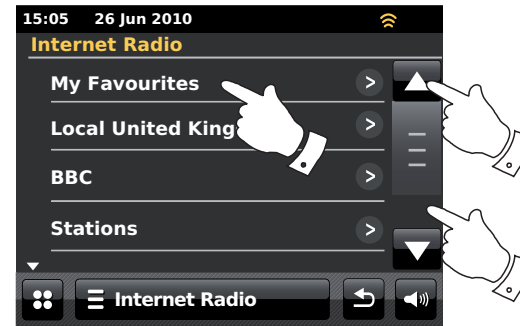 15:05 26 Jun 2010
Internet Radio
My Favourites
Local United King
BBC
Stations
Internet Radio